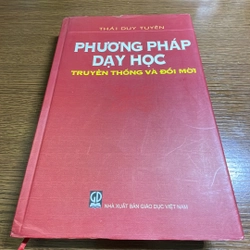 THÁI DUY TUYÊN
PHƯƠNG PHÁP
DẠY HỌC
TRUYỀN THỐNG VÀ ĐỔI MỚI
NHÀ XUẤT BẢN GIÁO DỤC VIỆT NAM